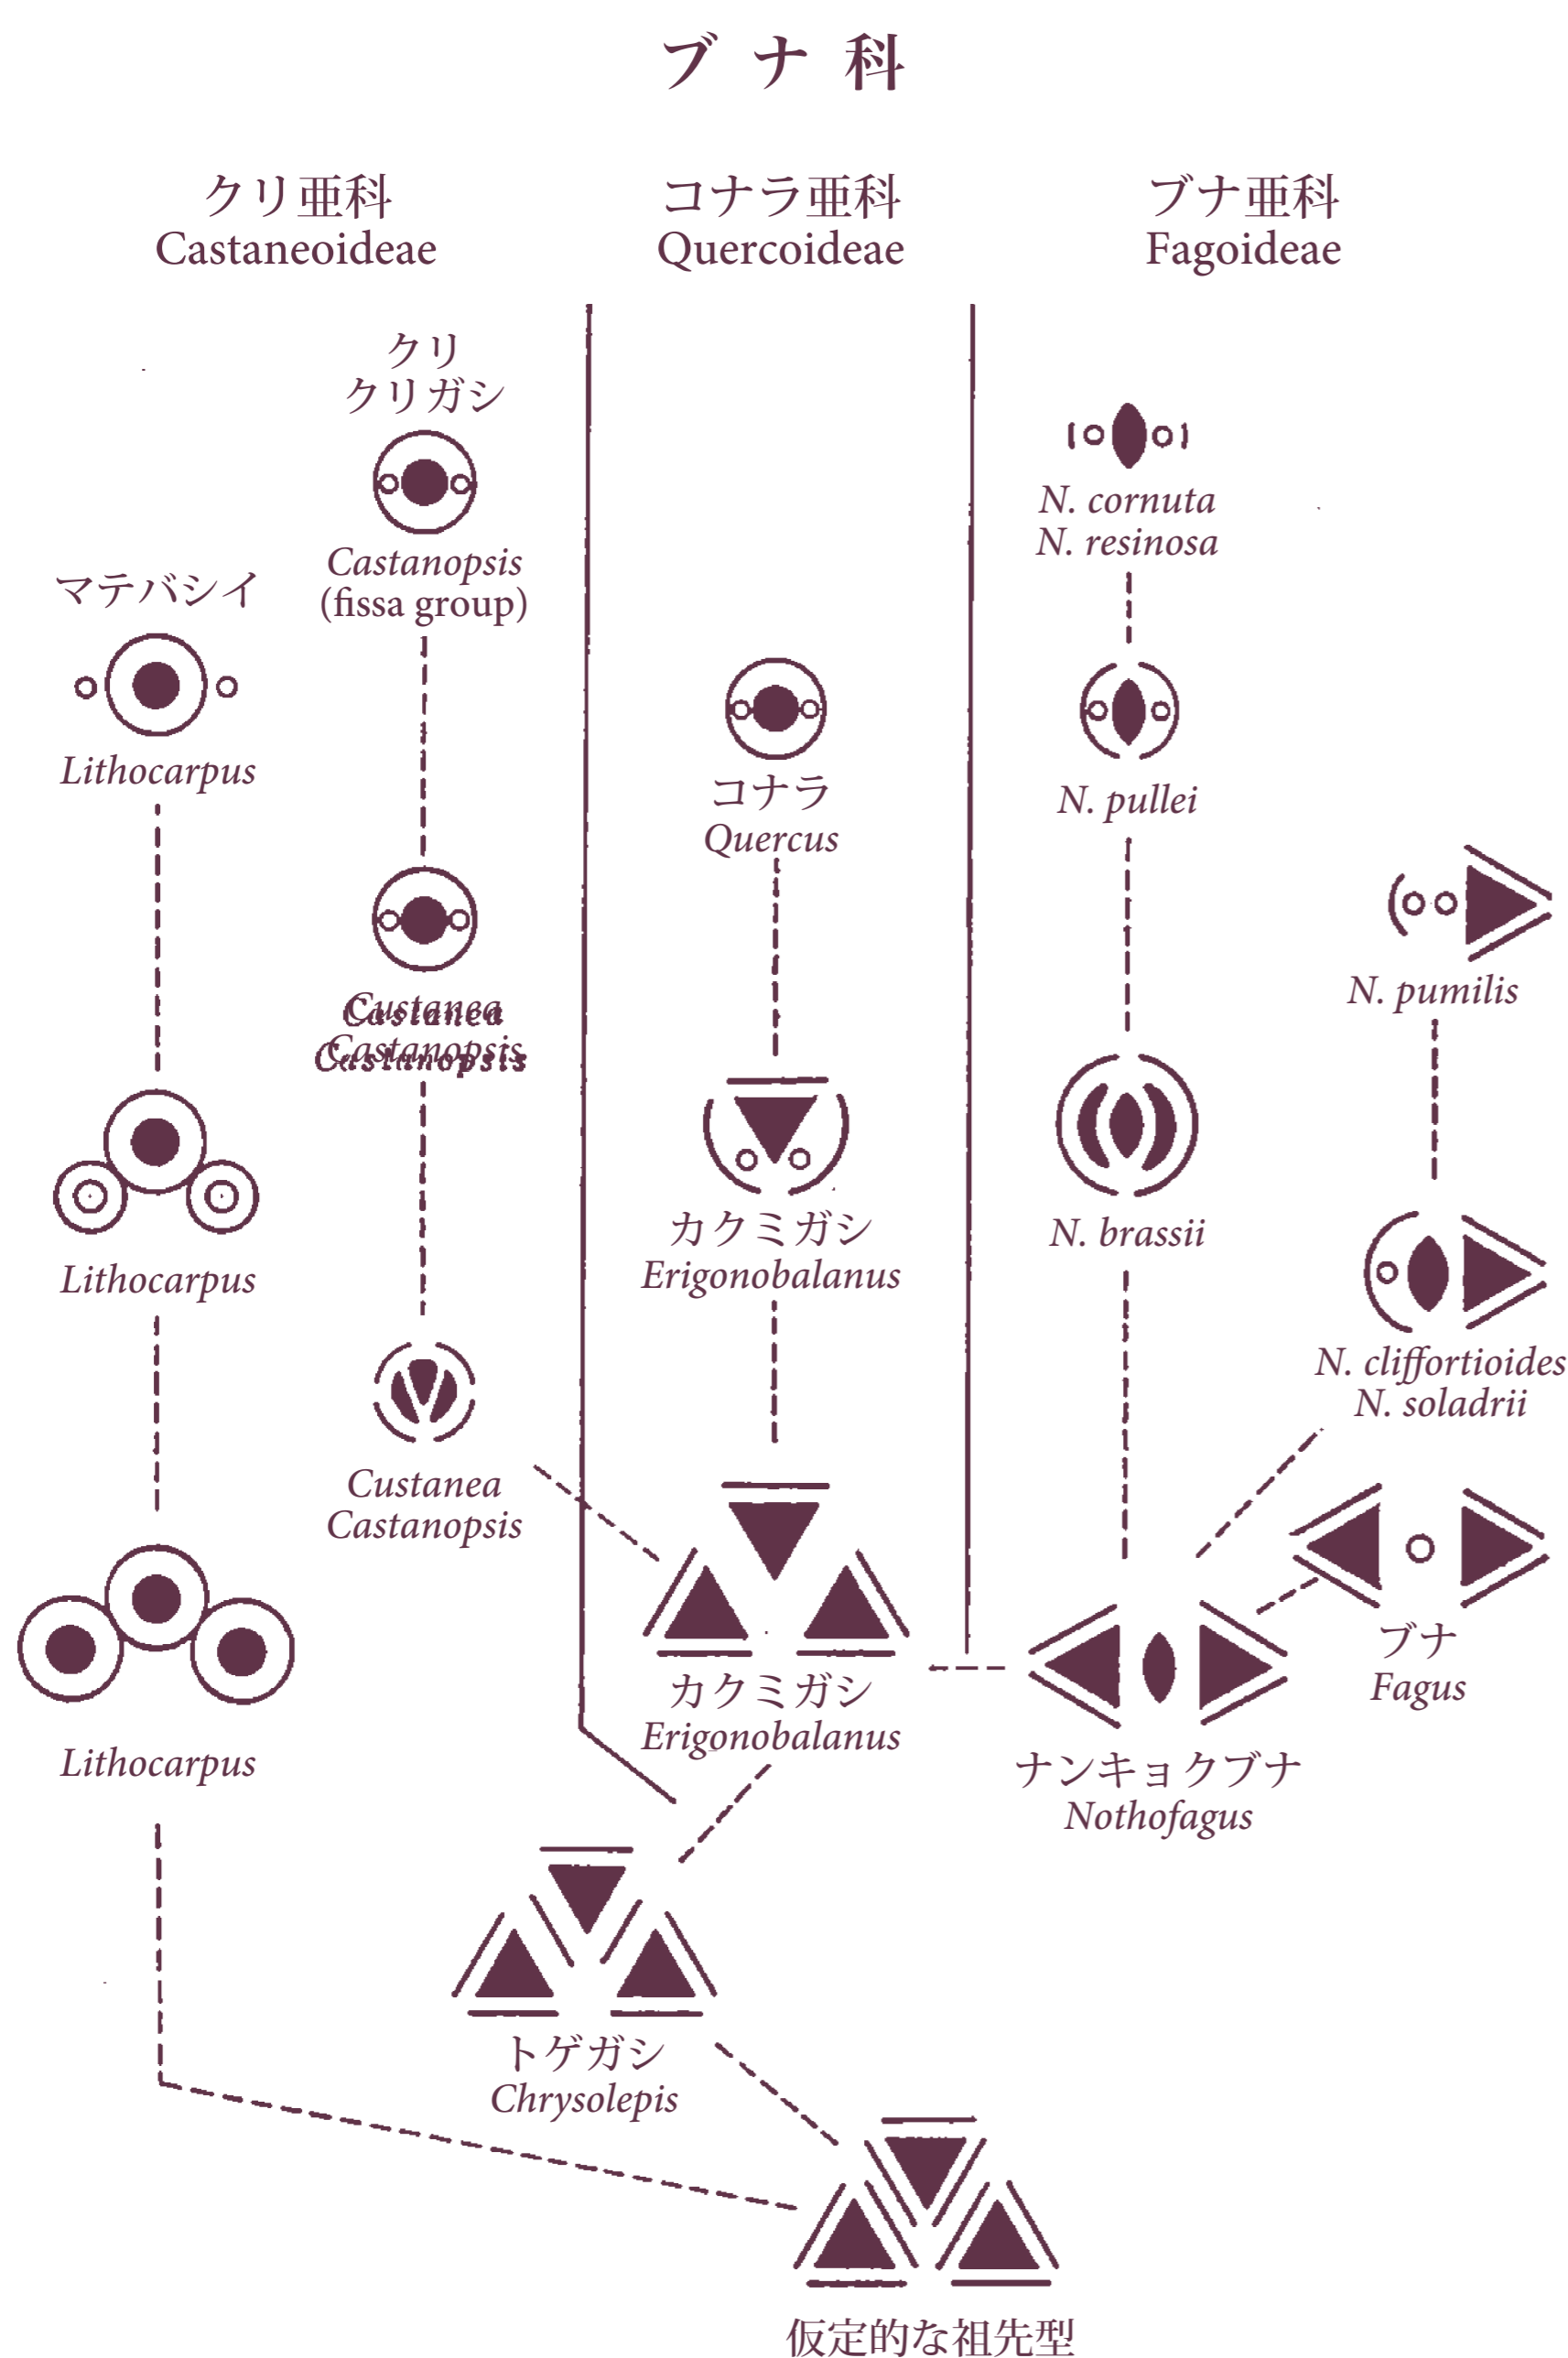 ブナ科
クリ亜科
Castaneoideae
コナラ亜科
Quercoideae
ブナ亜科
Fagoideae
クリ
クリガシ
Castanopsis
(fissa group)
マテバシイ
Lithocarpus
Custanea
Castanopsis
Lithocarpus
Custanea
Castanopsis
Lithocarpus
コナラ
Quercus
カクミガシ
Erigonobalanus
カクミガシ
Erigonobalanus
N. cornuta
N. resinosa
N. pullei
N. brassii
N. pumilis
N. cliffortioides
N. soladrii
ブナ
Fagus
ナンキョクブナ
Nothofagus
トゲガシ
Chrysolepis
仮定的な祖先型